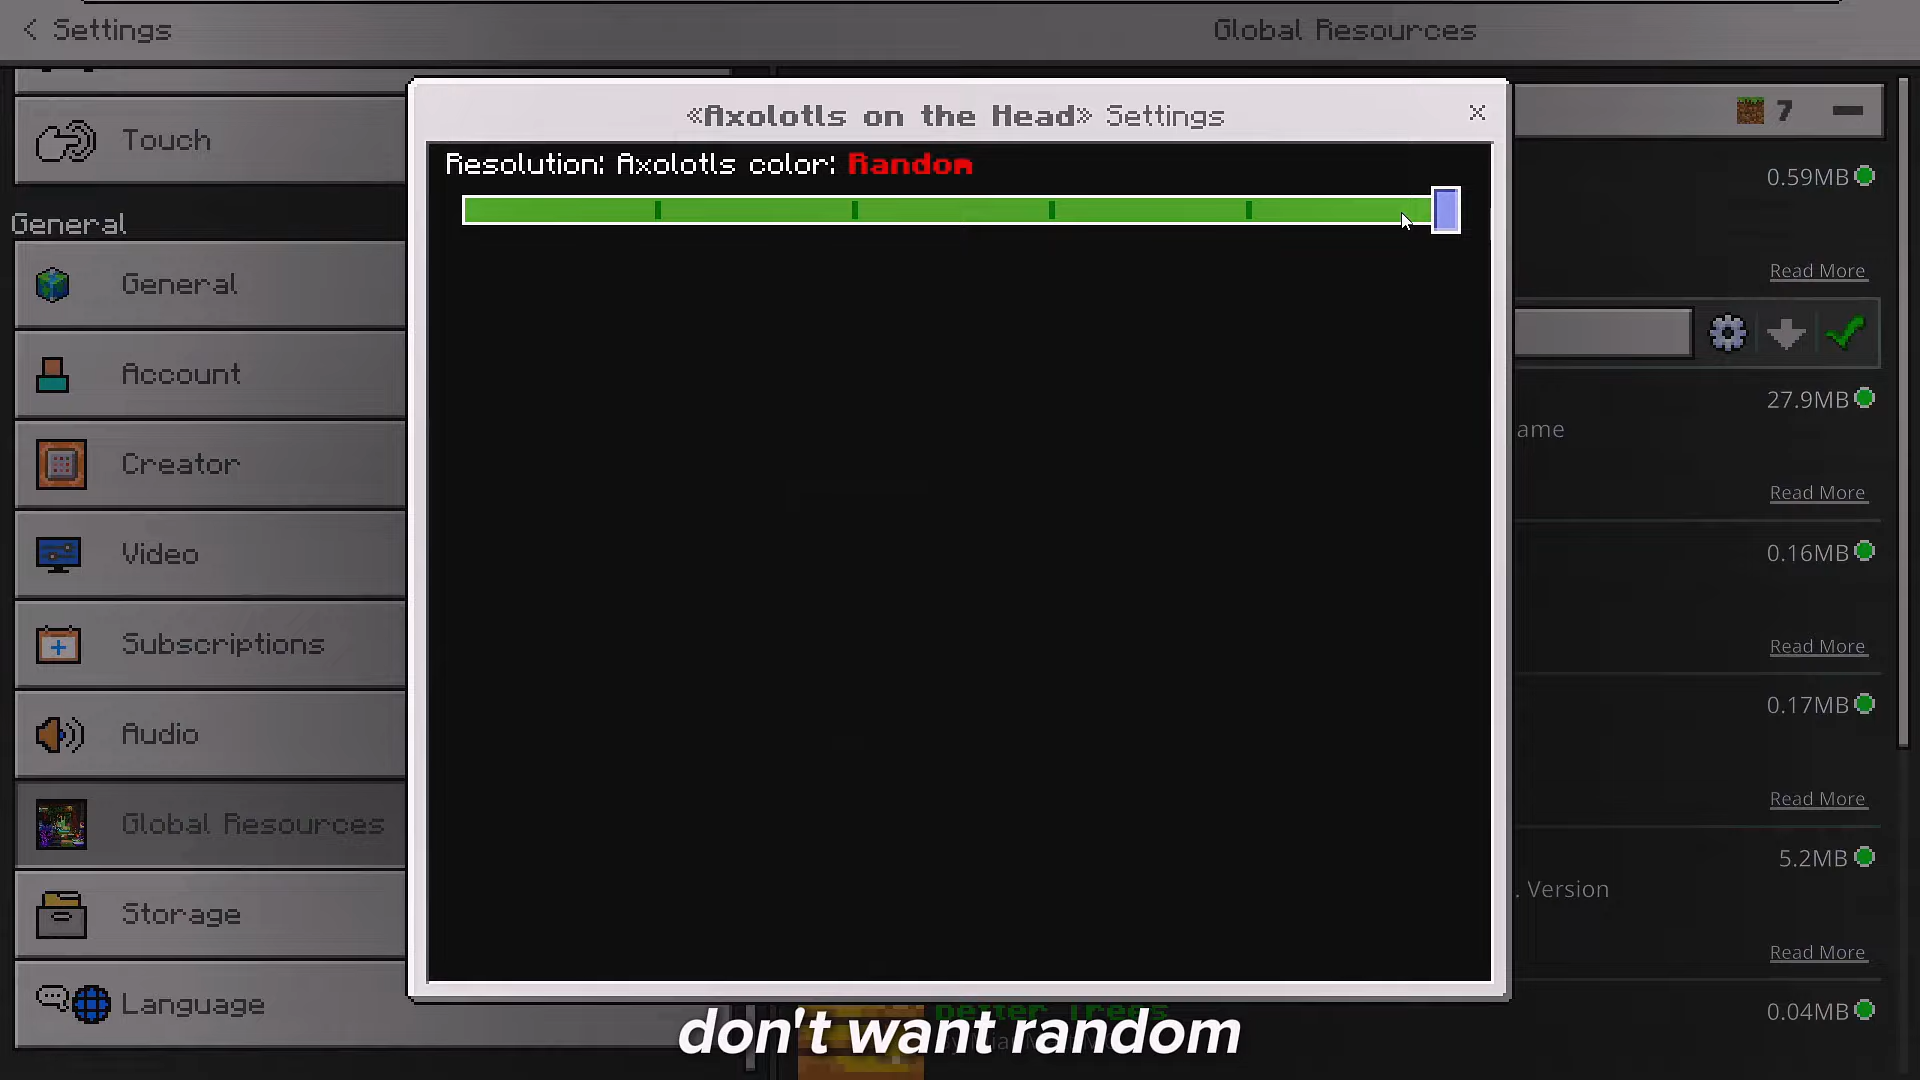 Settings
Global Resources
«Axolotls on the Head» Settings
Resolution: Axolotls color: Random
Touch
General
General
Account
Creator
Video
Subscriptions
Audio
Global Resources
Storage
Language
7
0.59MB
Read More
27.9MB
ame
Read More
0.16MB
Read More
0.17MB
Read More
5.2MB
. Version
Read More
0.04MB
Better Trees
don't want random